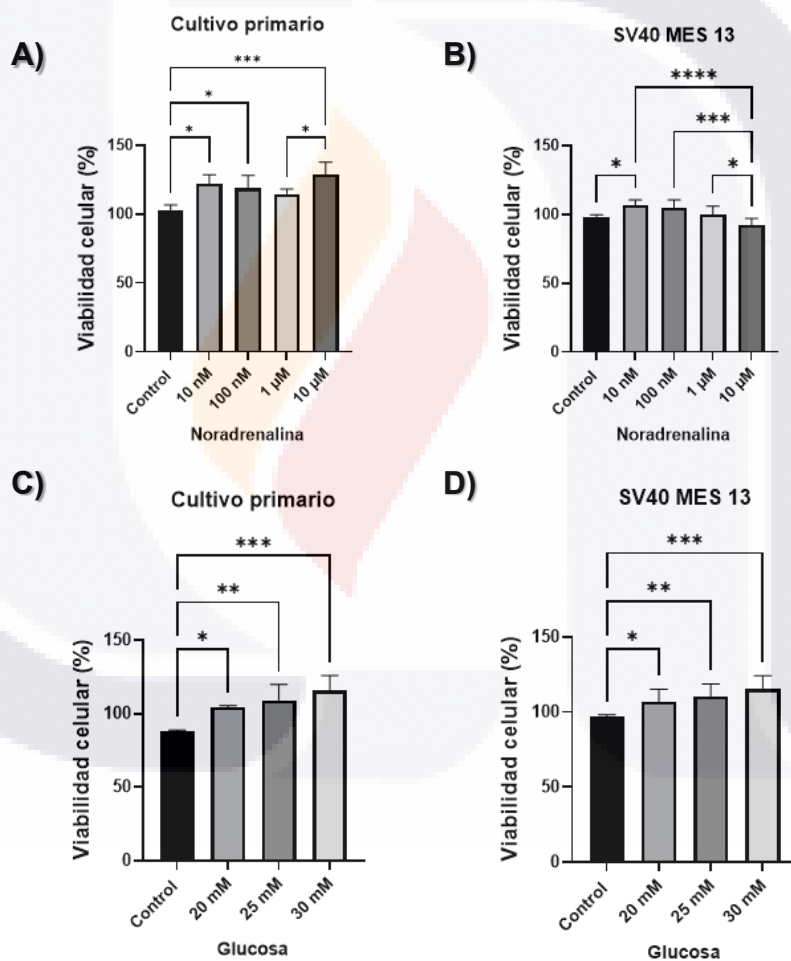 A)
Cultivo primario
***
*
*
*
Viabilidad celular (%)
150
100
50
0
Control
10 nM
100 nM
1 µM
10 µM
Noradrenalina
B)
SV40 MES 13
****
***
*
*
Viabilidad celular (%)
150
100
50
0
Control
10 nM
100 nM
1 µM
10 µM
Noradrenalina
C)
Cultivo primario
***
**
*
Viabilidad celular (%)
150
100
50
0
Control
20 mM
25 mM
30 mM
Glucosa
D)
SV40 MES 13
***
**
*
Viabilidad celular (%)
150
100
50
0
Control
20 mM
25 mM
30 mM
Glucosa